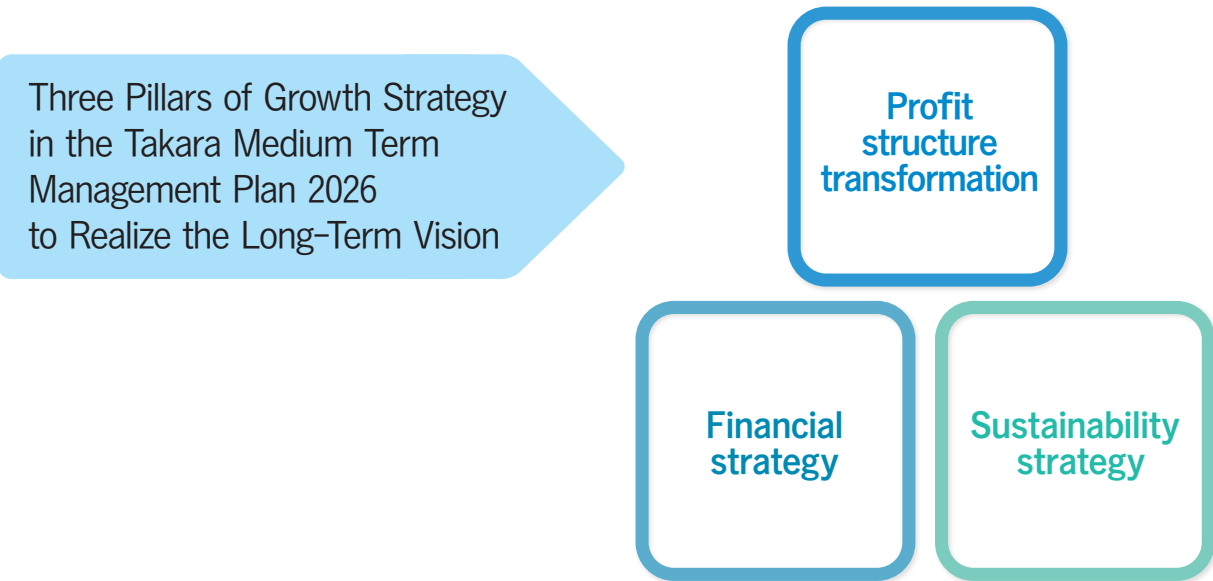 Three Pillars of Growth Strategy
in the Takara Medium Term
Management Plan 2026
to Realize the Long-Term Vision
Profit
structure
transformation
Financial
strategy
Sustainability
strategy